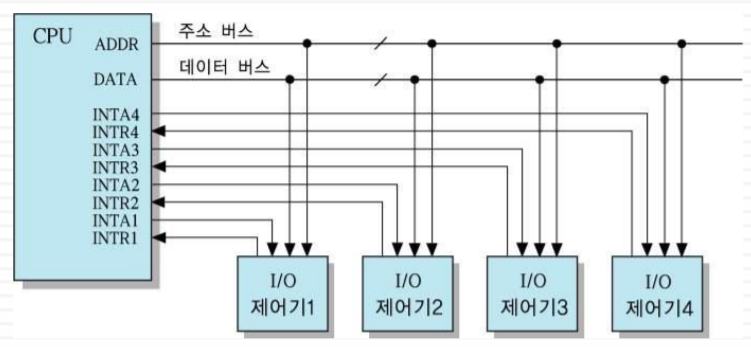 CPU
ADDR
주소 버스
DATA
데이터 버스
INTA4
INTR4
INTA3
INTR3
INTA2
INTR2
INTA1
INTR1
I/O
제어기1
I/O
제어기2
I/O
제어기3
I/O
제어기4